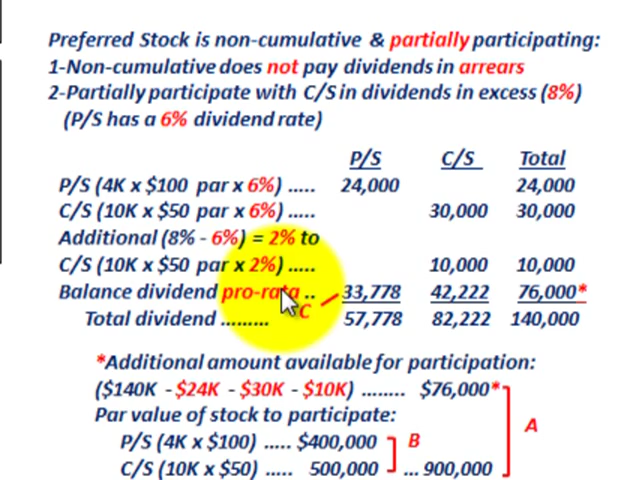 Preferred Stock is non-cumulative & partially participating:
1-Non-cumulative does not pay dividends in arrears
2-Partially participate with C/S in dividends in excess (8%)
(P/S has a 6% dividend rate)
P/S C/S Total
P/S (4K x $100 par x 6%) ..... 24,000 24,000
C/S (10K x $50 par x 6%) ..... 30,000 30,000
Additional (8% - 6%) = 2% to
C/S (10K x $50 par x 2%) ..... 10,000 10,000
Balance dividend pro-rata .. 33,778 42,222 76,000*
C
Total dividend ......... 57,778 82,222 140,000
*Additional amount available for participation:
($140K - $24K - $30K - $10K) ........ $76,000*
Par value of stock to participate:
A
P/S (4K x $100) ..... $400,000 B
C/S (10K x $50) ..... 500,000 ... 900,000